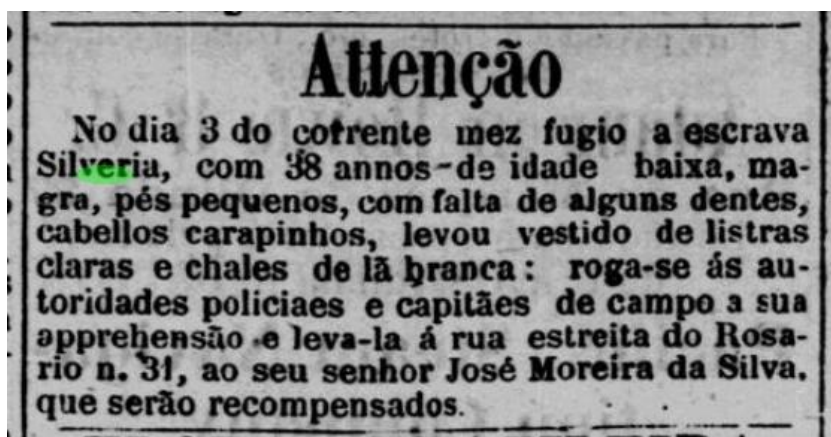 Attenção
No dia 3 do corrente mez fugio a escrava
Silveria, com 38 annos de idade baixa, ma-
gra, pés pequenos, com falta de alguns dentes,
cabellos carapinhos, levou vestido de listras
claras e chales de lã branca: roga-se ás au-
toridades policiaes e capitães de campo a sua
apprehensão e leva-la á rua estreita do Rosa-
rio n. 31, ao seu senhor José Moreira da Silva.
que serão recompensados.